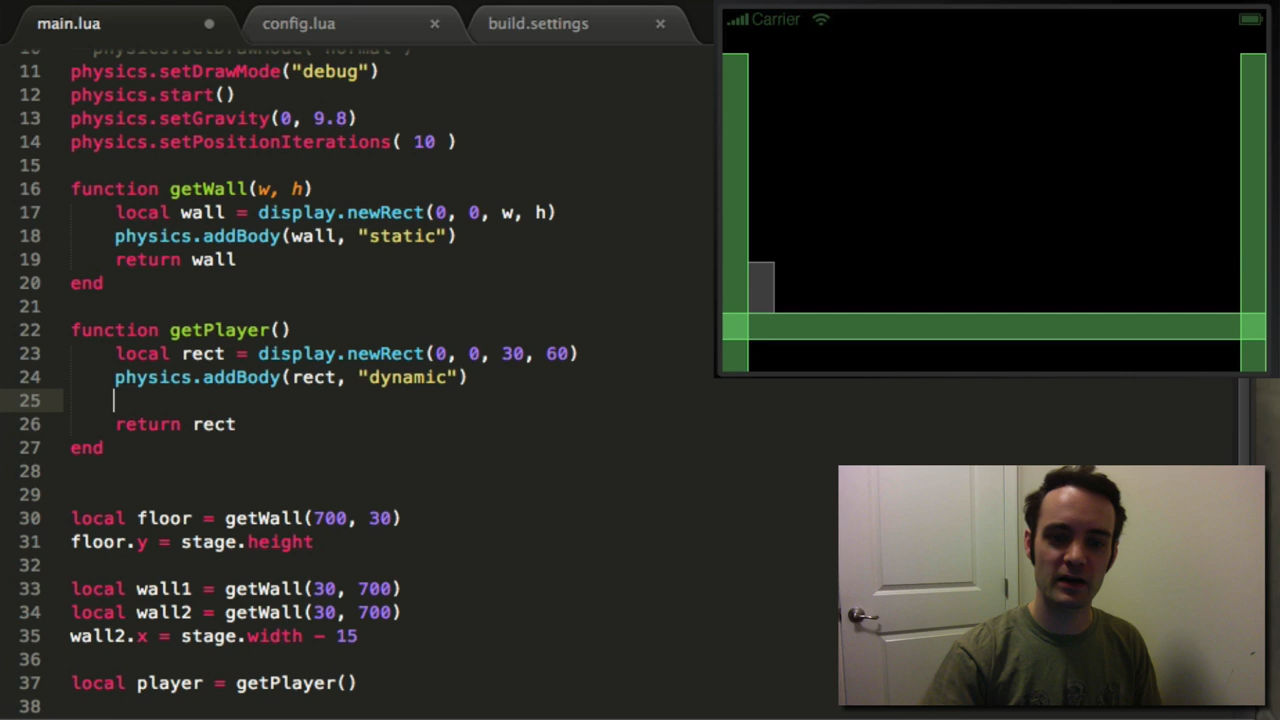 main.lua
config.lua
build.settings
Carrier
10 physics.setDrawMode("normal")
11 physics.setDrawMode("debug")
12 physics.start()
13 physics.setGravity(0, 9.8)
14 physics.setPositionIterations( 10 )
15
16 function getWall(w, h)
17 local wall = display.newRect(0, 0, w, h)
18 physics.addBody(wall, "static")
19 return wall
20 end
21
22 function getPlayer()
23 local rect = display.newRect(0, 0, 30, 60)
24 physics.addBody(rect, "dynamic")
25
26 return rect
27 end
28
29
30 local floor = getWall(700, 30)
31 floor.y = stage.height
32
33 local wall1 = getWall(30, 700)
34 local wall2 = getWall(30, 700)
35 wall2.x = stage.width - 15
36
37 local player = getPlayer()
38